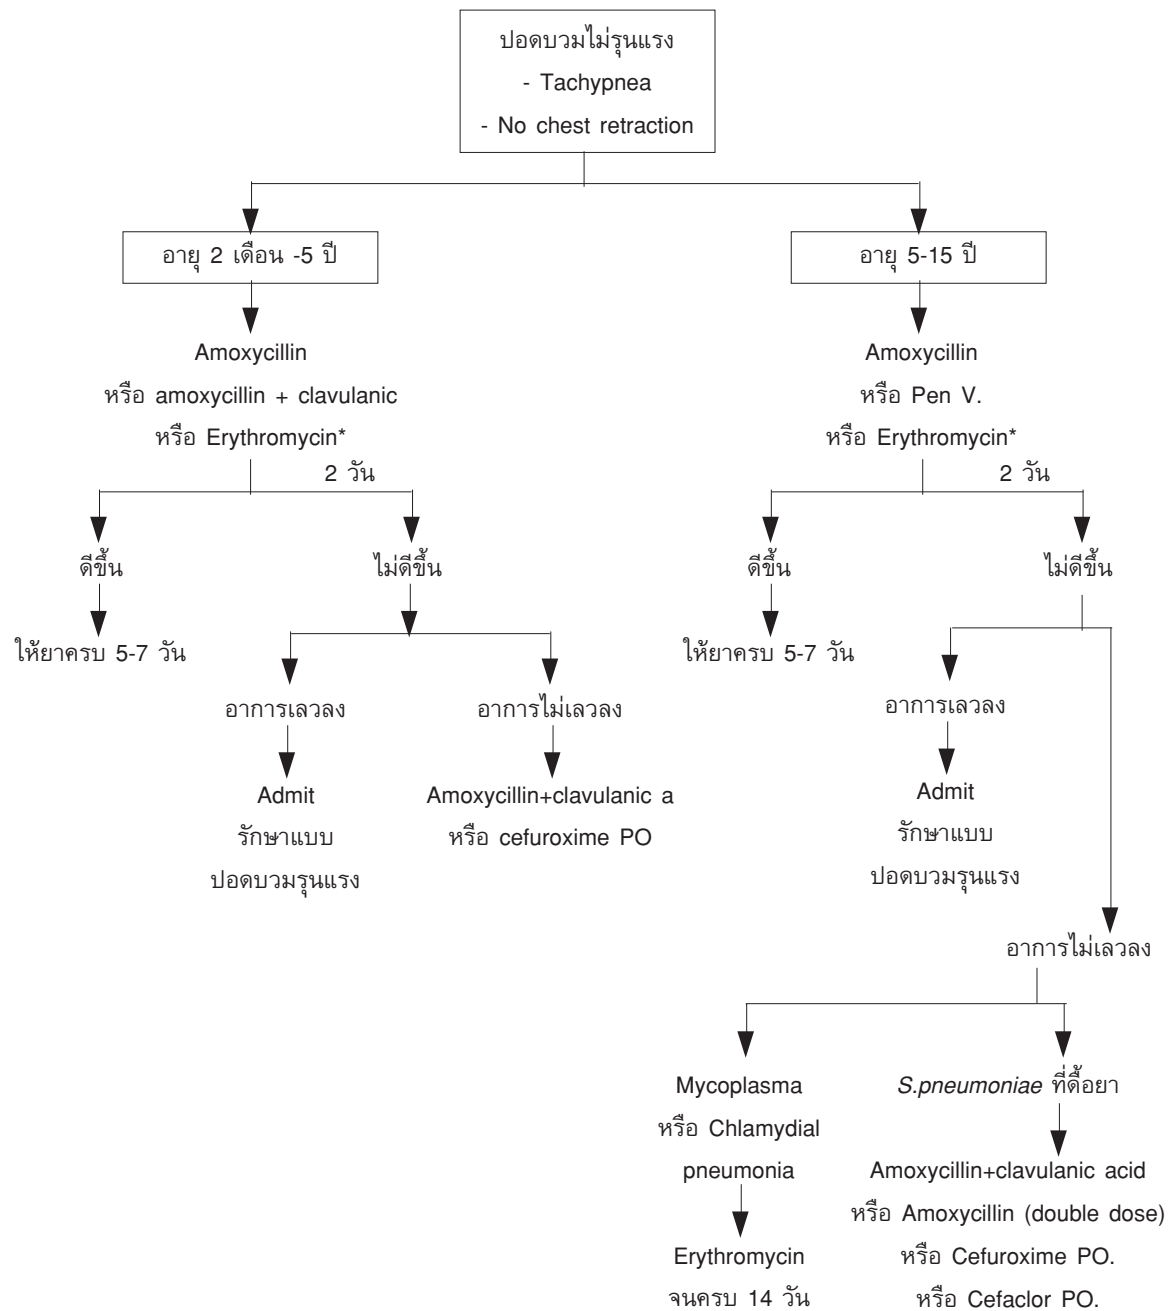 ปอดบวมไม่รุนแรง
- Tachypnea
- No chest retraction
อายุ 2 เดือน -5 ปี
Amoxycillin
หรือ amoxycillin + clavulanic
หรือ Erythromycin*
2 วัน
ดีขึ้น
ไม่ดีขึ้น
ให้ยาครบ 5-7 วัน
อาการเลวลง
อาการไม่เลวลง
Admit
รักษาแบบ
ปอดบวมรุนแรง
Amoxycillin+clavulanic a
หรือ cefuroxime PO
อายุ 5-15 ปี
Amoxycillin
หรือ Pen V.
หรือ Erythromycin*
2 วัน
ดีขึ้น
ไม่ดีขึ้น
ให้ยาครบ 5-7 วัน
อาการเลวลง
Admit
รักษาแบบ
ปอดบวมรุนแรง
อาการไม่เลวลง
Mycoplasma
หรือ Chlamydial
pneumonia
Erythromycin
จนครบ 14 วัน
S.pneumoniae ที่ดื้อยา
Amoxycillin+clavulanic acid
หรือ Amoxycillin (double dose)
หรือ Cefuroxime PO.
หรือ Cefaclor PO.